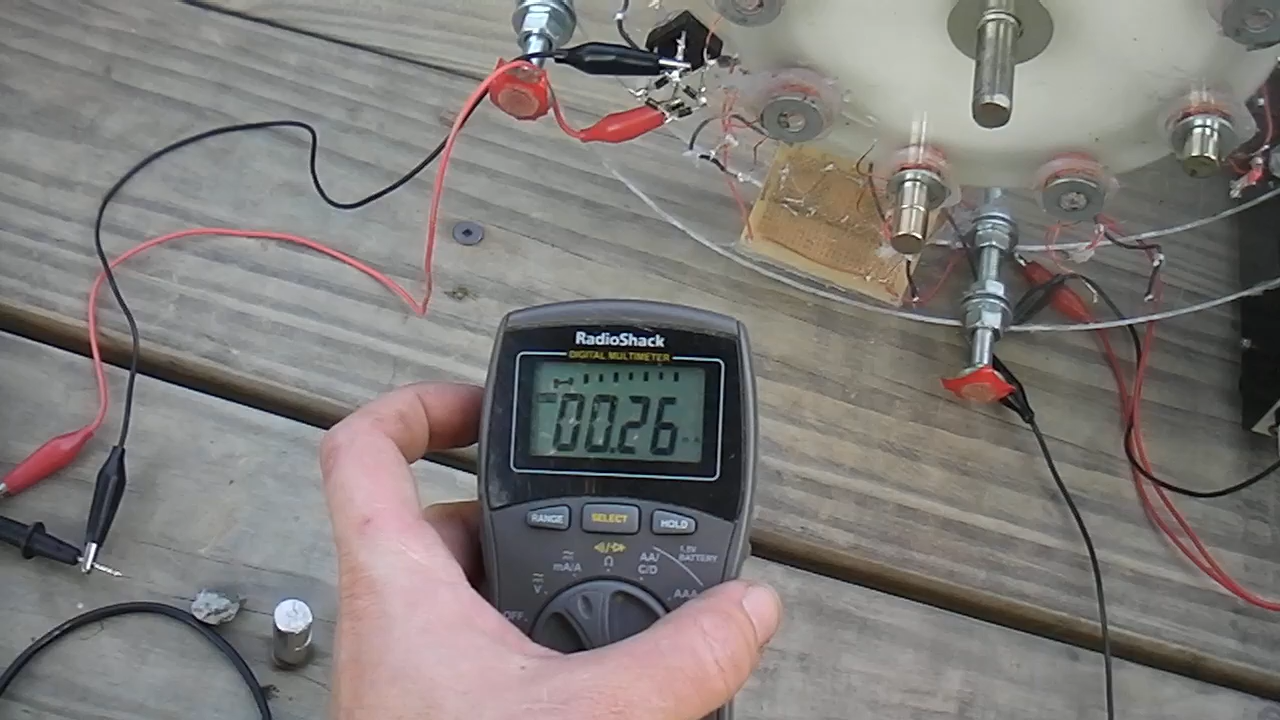 RadioShack
DIGITAL MULTIMETER
00.26
RANGE
SELECT
HOLD
mA/A
Ω
AA/
C/D
1.5V
BATTERY
V
AAA
OFF